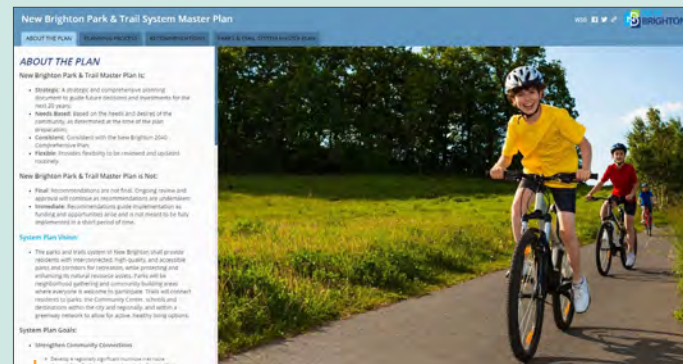 New Brighton Park & Trail System Master Plan
BRIGHTON
ABOUT THE PLAN
PLANNING PROCESS
RECOMMENDATIONS
PARKS & TRAIL SYSTEM MASTER PLAN
ABOUT THE PLAN
New Brighton Park & Trail Master Plan is:
• Strategic: A strategic and comprehensive planning
document to guide future decisions and investments for the
next 20 years;
• Needs Based: Based on the needs and desires of the
community, as determined at the time of the plan
preparation;
• Consistent: Consistent with the New Brighton 2040
Comprehensive Plan;
• Flexible: Provides flexibility to be reviewed and updated
routinely.
New Brighton Park & Trail Master Plan is Not:
• Final: Recommendations are not final. Ongoing review and
approval will continue as recommendations are undertaken;
• Immediate: Recommendations guide implementation as
funding and opportunities arise and is not meant to be fully
implemented in a short period of time.
System Plan Vision:
• The parks and trails system of New Brighton shall provide
residents with interconnected, high quality, and accessible
parks and corridors for recreation, while protecting and
enhancing its natural resource assets. Parks will be
neighborhood gathering and community building areas
where everyone is welcome to participate. Trails will connect
residents to parks, the Community Center, schools and
destinations within the city and regionally, and within a
greenway network to allow for active, healthy living options.
System Plan Goals:
• Strengthen Community Connections
• Develop a regionally significant